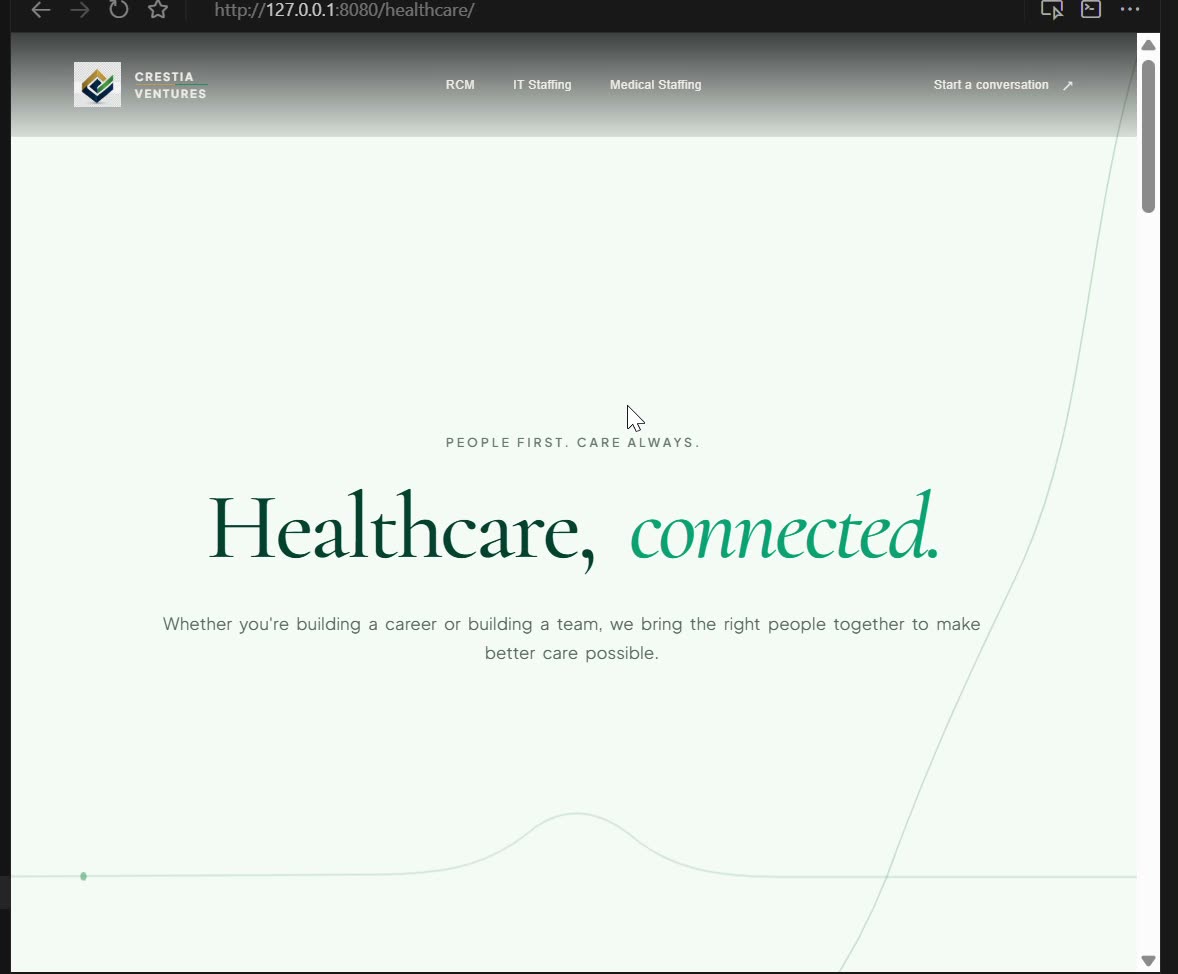 http://127.0.0.1:8080/healthcare/
CRESTIA
VENTURES
RCM
IT Staffing
Medical Staffing
Start a conversation ↗
PEOPLE FIRST. CARE ALWAYS.
Healthcare, connected.
Whether you're building a career or building a team, we bring the right people together to make
better care possible.